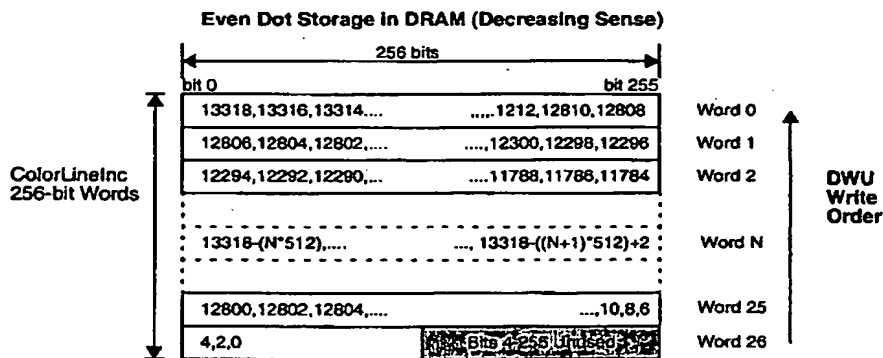 Even Dot Storage in DRAM (Decreasing Sense)
256 bits
bit 0 bit 255
13318,13316,13314.... .....1212,12810,12808 Word 0
12806,12804,12802,.... ....,12300,12298,12296 Word 1
12294,12292,12290,... ....11788,11786,11784 Word 2
ColorLineInc
256-bit Words
DWU
Write
Order
13318-(N*512),.... ..., 13318-((N+1)*512)+2 Word N
12800,12802,12804,.... ...,10,8,6 Word 25
4,2,0 Bits 4-255 Unused Word 26